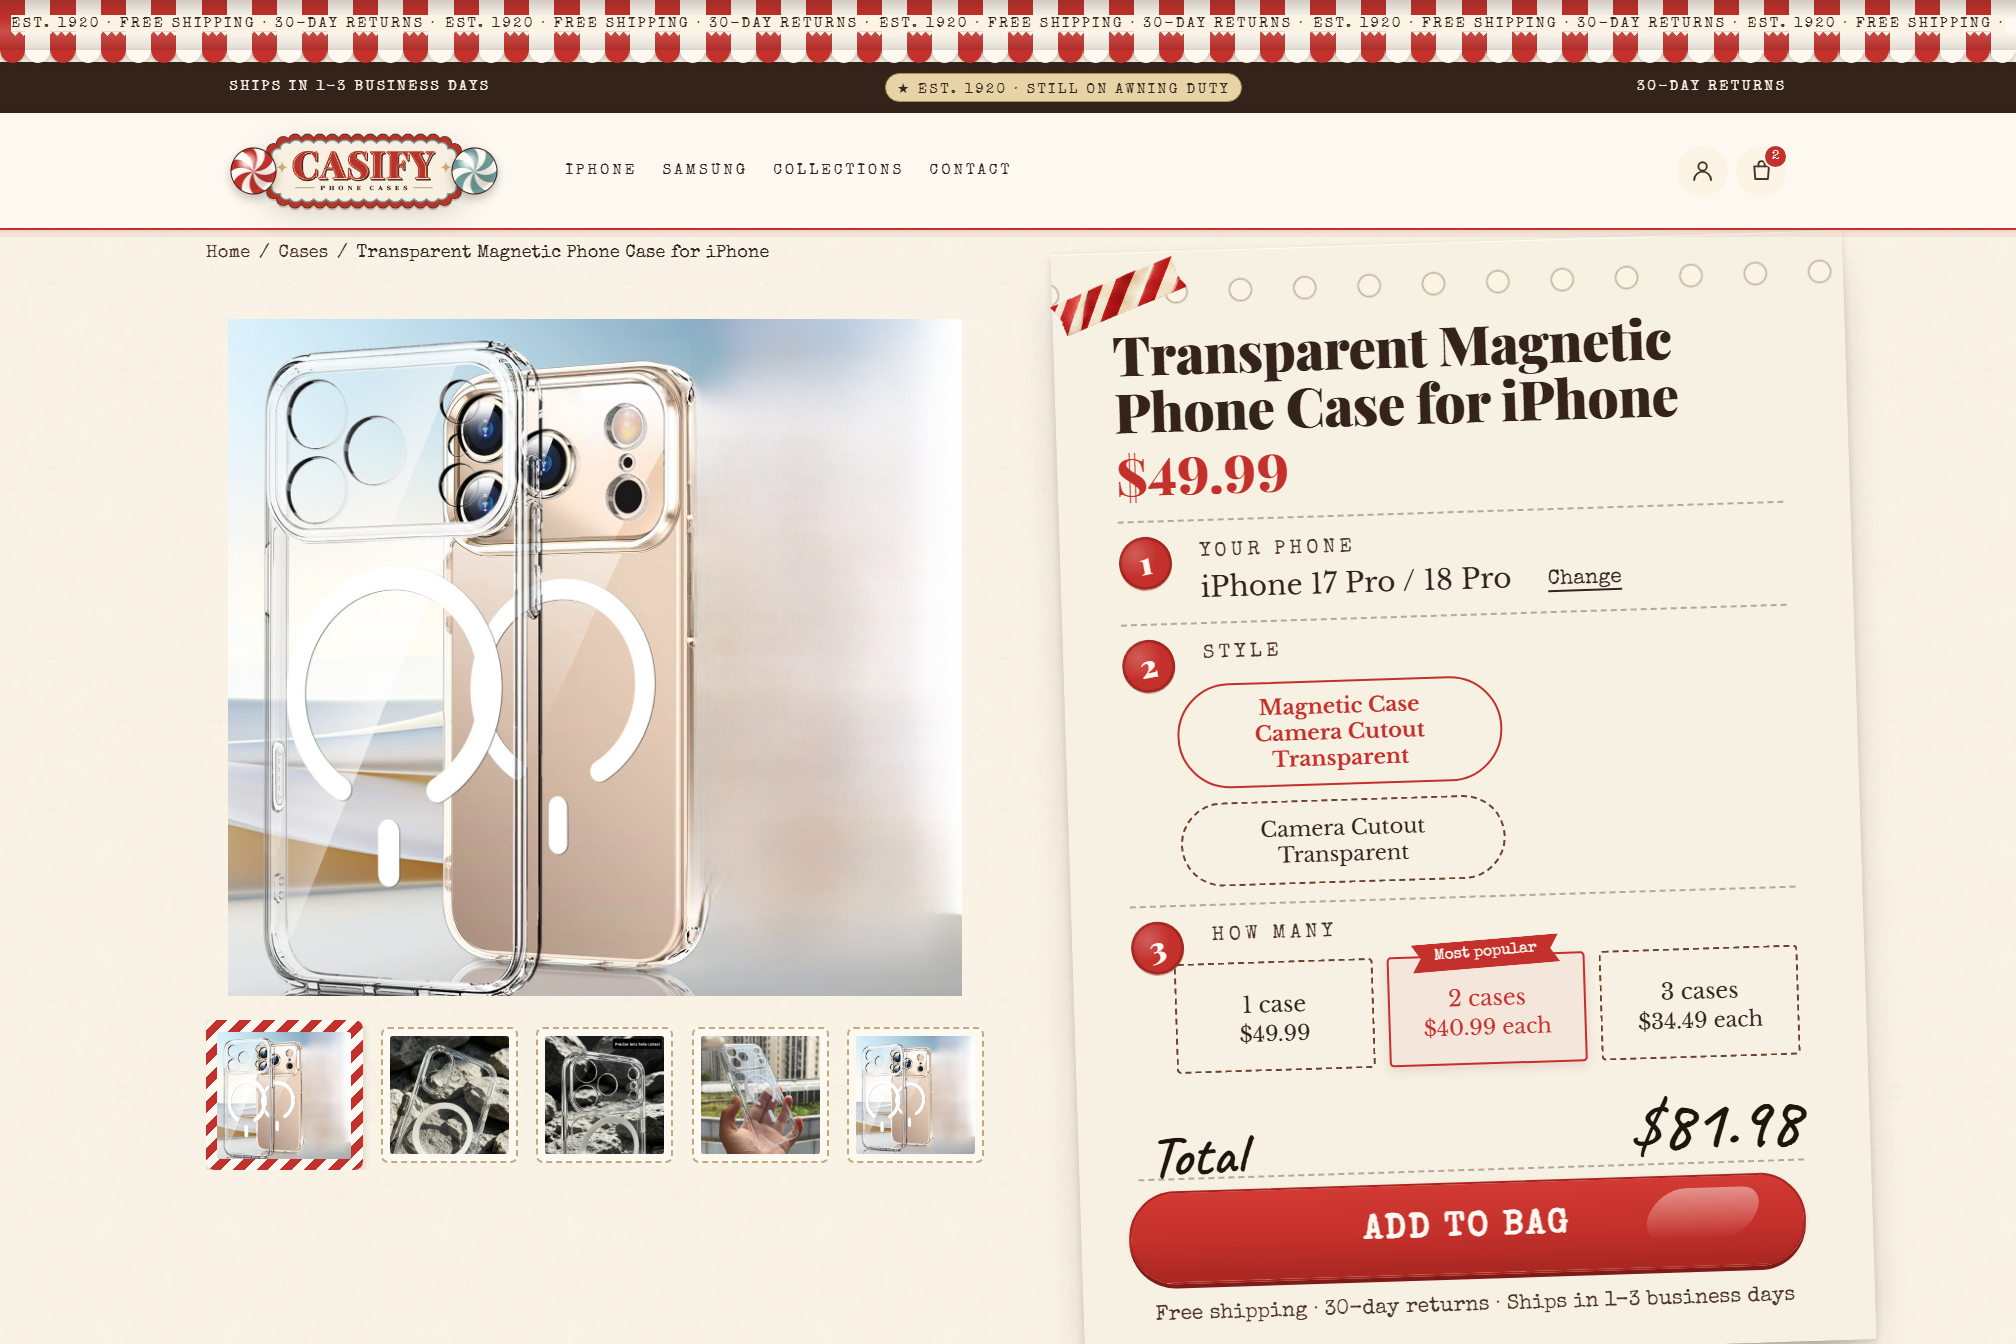 EST. 1920 · FREE SHIPPING · 30-DAY RETURNS · EST. 1920 · FREE SHIPPING · 30-DAY RETURNS · EST. 1920 · FREE SHIPPING · 30-DAY RETURNS · EST. 1920 · FREE SHIPPING · 30-DAY RETURNS · EST. 1920 · FREE SHIPPING ·
SHIPS IN 1-3 BUSINESS DAYS
★ EST. 1920 · STILL ON AWNING DUTY
30-DAY RETURNS
CASIFY
PHONE CASES
IPHONE SAMSUNG COLLECTIONS CONTACT
2
Home / Cases / Transparent Magnetic Phone Case for iPhone
Transparent Magnetic
Phone Case for iPhone
$49.99
1
YOUR PHONE
iPhone 17 Pro / 18 Pro Change
2
STYLE
Magnetic Case
Camera Cutout
Transparent
Camera Cutout
Transparent
3
HOW MANY
1 case
$49.99
Most popular
2 cases
$40.99 each
3 cases
$34.49 each
Total
$81.98
ADD TO BAG
Free shipping · 30-day returns · Ships in 1-3 business days